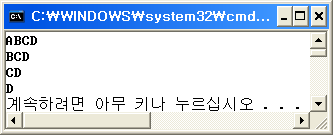 C:₩WINDOWS₩system32₩cmd...
ABCD
BCD
CD
D
계속하려면 아무 키나 누르십시오 . . .